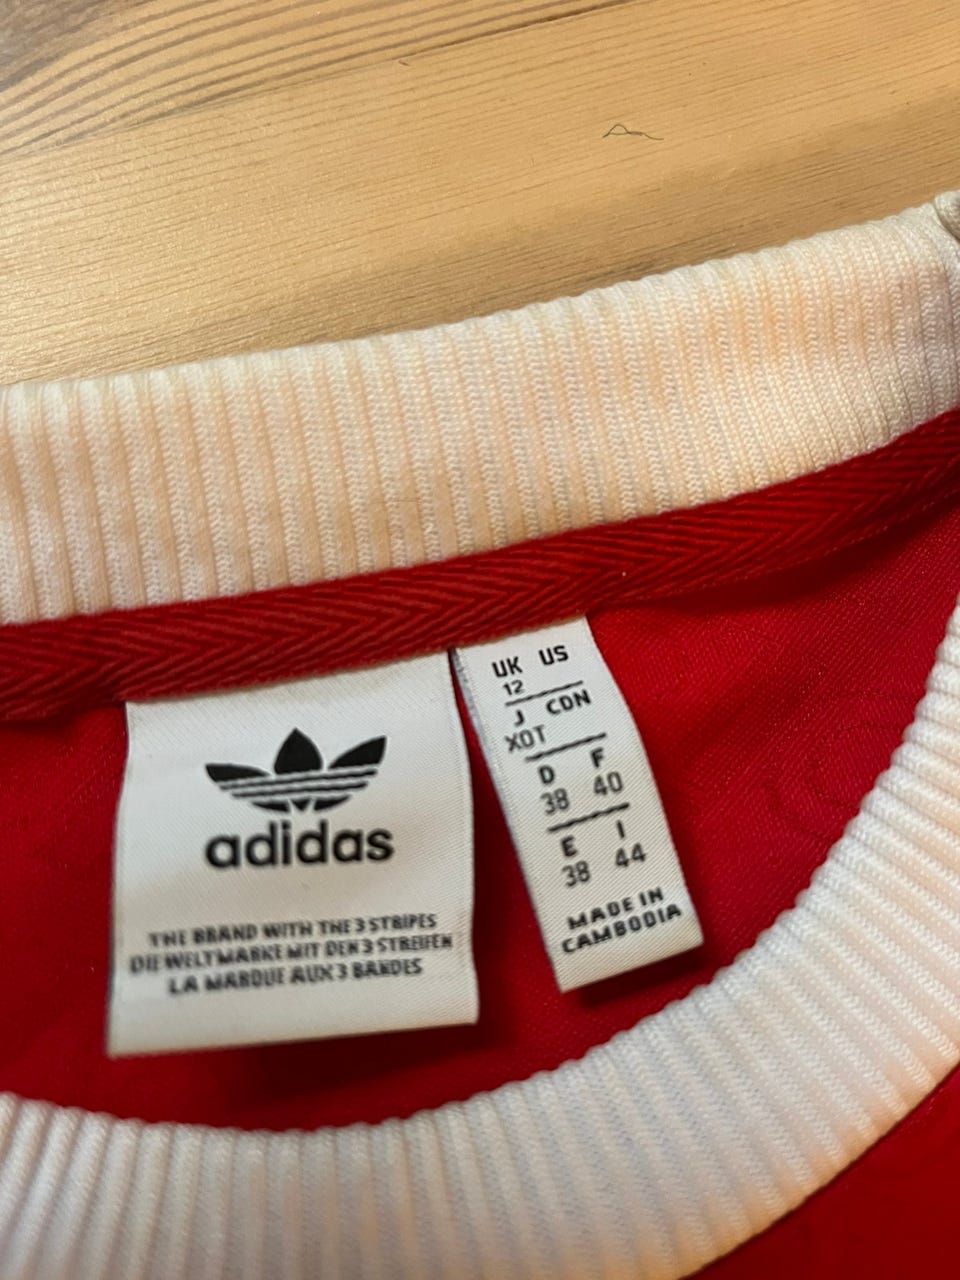 adidas
THE BRAND WITH THE 3 STRIPES
DIE WELTMARKE MIT DEN 3 STREIFEN
LA MARQUE AUX 3 BANDES
UK US
12
J CDN
XOT
D F
38 40
E I
38 44
MADE IN
CAMBODIA